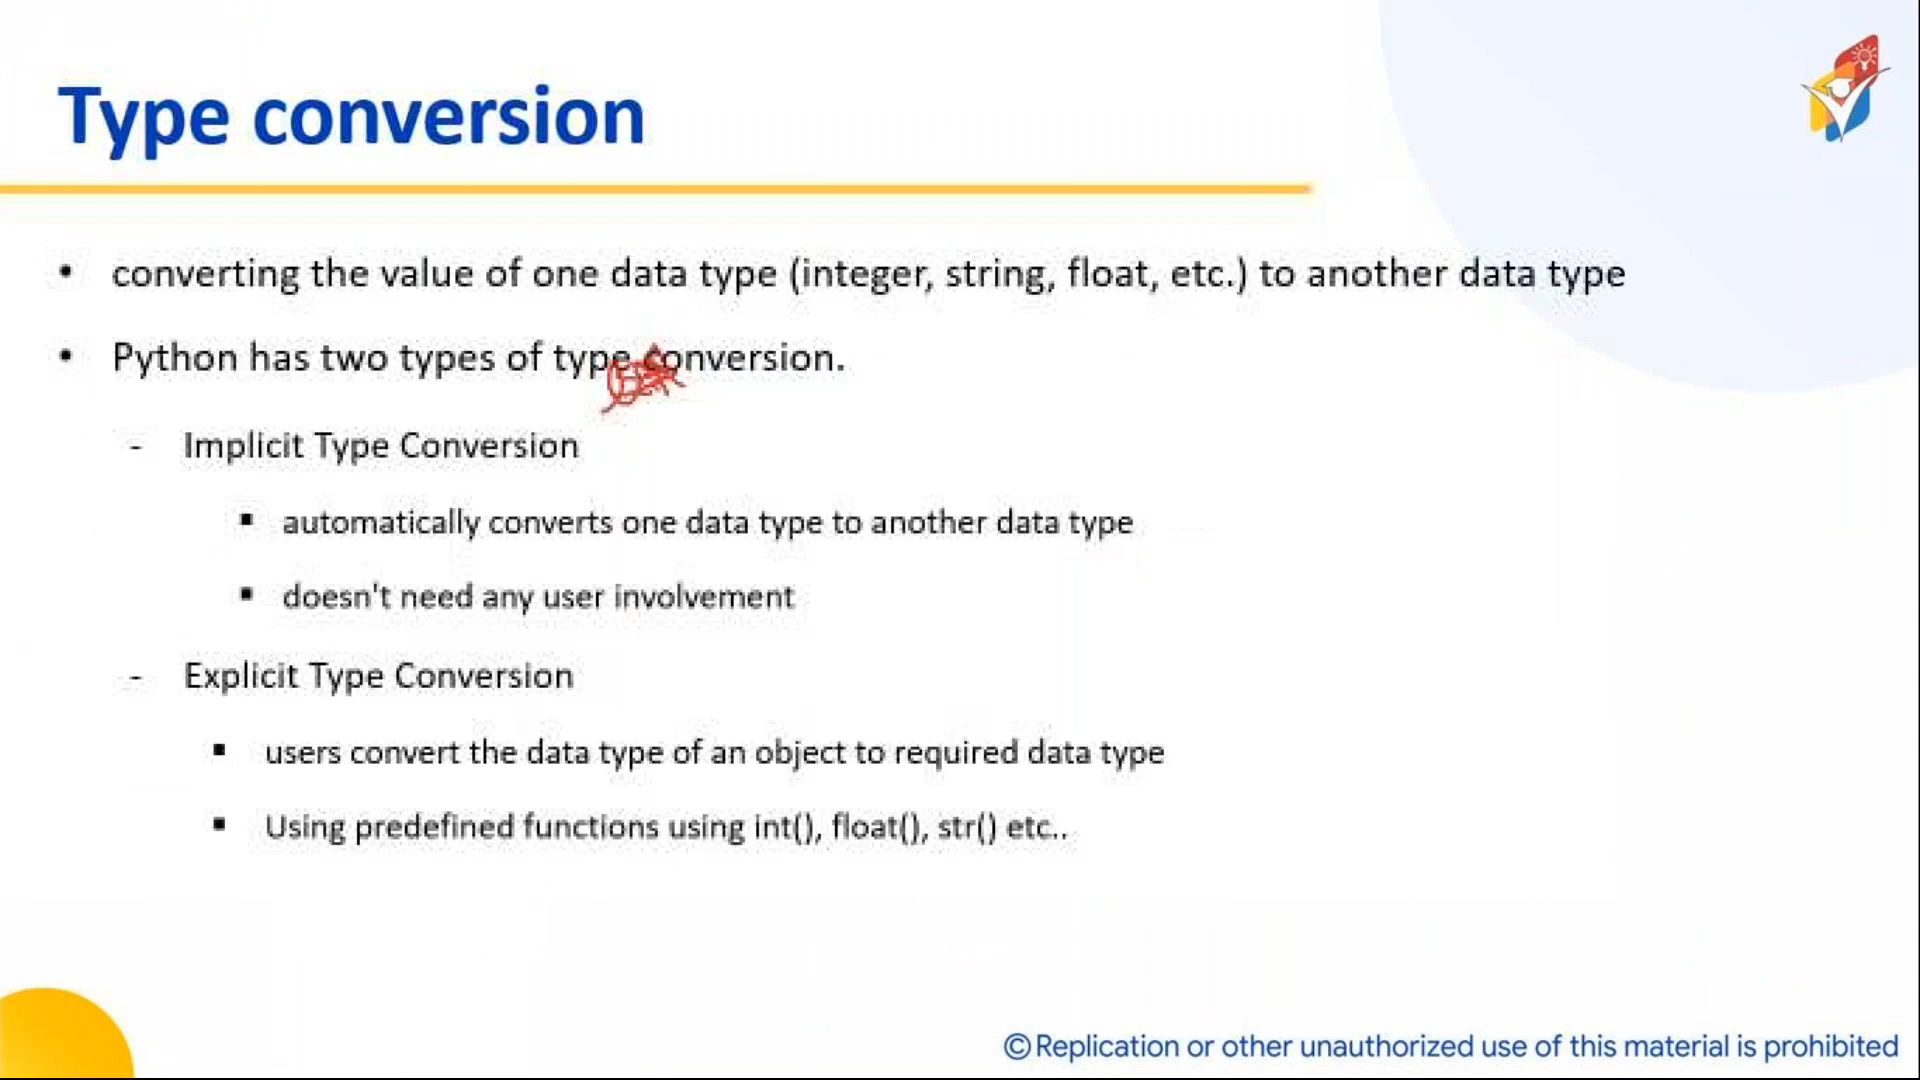 Type conversion
• converting the value of one data type (integer, string, float, etc.) to another data type
• Python has two types of type conversion.
- Implicit Type Conversion
▪ automatically converts one data type to another data type
▪ doesn't need any user involvement
- Explicit Type Conversion
▪ users convert the data type of an object to required data type
▪ Using predefined functions using int(), float(), str() etc..
©Replication or other unauthorized use of this material is prohibited